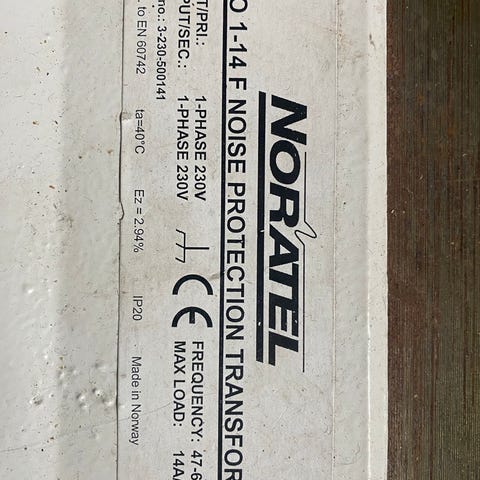 NORATEL
O 1-14 F NOISE PROTECTION TRANSFOR
T/PRI.: 1-PHASE 230V FREQUENCY: 47-6
PUT/SEC.: 1-PHASE 230V CE MAX LOAD: 14A/
no.: 3-230-500141
to EN 60742 ta=40°C Ez = 2.94% IP20 Made in Norway